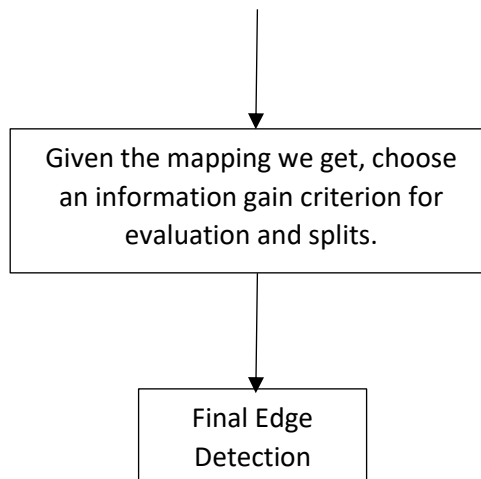 Given the mapping we get, choose
an information gain criterion for
evaluation and splits.
Final Edge
Detection